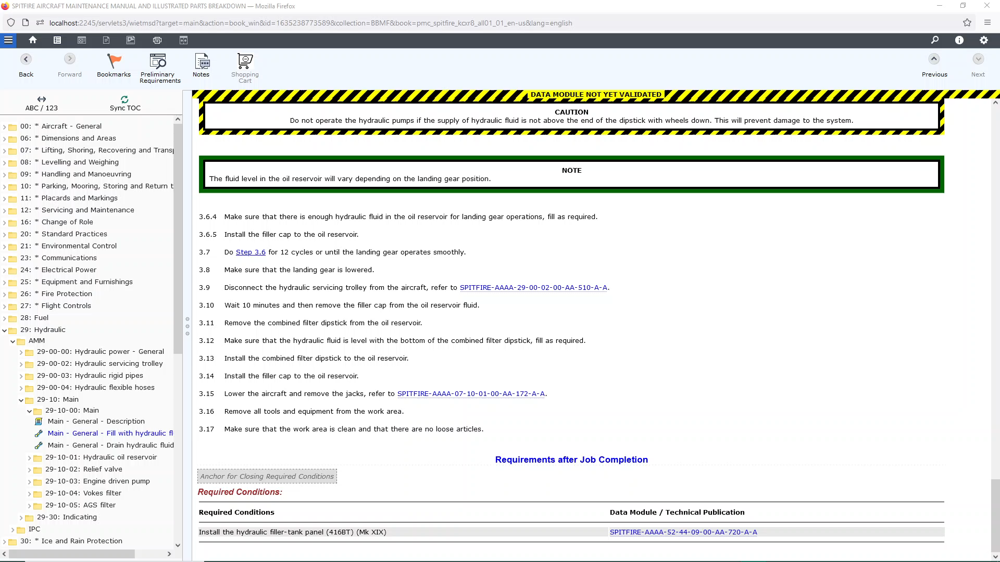 SPITFIRE AIRCRAFT MAINTENANCE MANUAL AND ILLUSTRATED PARTS BREAKDOWN — Mozilla Firefox
localhost:2245/servlets3/wietmsd?target=main&action=book_win&id=1635238773589&collection=BBMF&book=pmc_spitfire_kcxr8_all01_01_en-us&lang=english
Back
Forward
Bookmarks
Preliminary
Requirements
Notes
Shopping
Cart
Previous
Next
ABC / 123
Sync TOC
00: * Aircraft - General
06: * Dimensions and Areas
07: * Lifting, Shoring, Recovering and Transp
08: * Levelling and Weighing
09: * Handling and Manoeuvring
10: * Parking, Mooring, Storing and Return t
11: * Placards and Markings
12: * Servicing and Maintenance
16: * Change of Role
20: * Standard Practices
21: * Environmental Control
23: * Communications
24: * Electrical Power
25: * Equipment and Furnishings
26: * Fire Protection
27: * Flight Controls
28: Fuel
29: Hydraulic
AMM
29-00-00: Hydraulic power - General
29-00-02: Hydraulic servicing trolley
29-00-03: Hydraulic rigid pipes
29-00-04: Hydraulic flexible hoses
29-10: Main
29-10-00: Main
Main - General - Description
Main - General - Fill with hydraulic fl
Main - General - Drain hydraulic fluid
29-10-01: Hydraulic oil reservoir
29-10-02: Relief valve
29-10-03: Engine driven pump
29-10-04: Vokes filter
29-10-05: AGS filter
29-30: Indicating
IPC
30: * Ice and Rain Protection
DATA MODULE NOT YET VALIDATED
CAUTION
Do not operate the hydraulic pumps if the supply of hydraulic fluid is not above the end of the dipstick with wheels down. This will prevent damage to the system.
NOTE
The fluid level in the oil reservoir will vary depending on the landing gear position.
3.6.4 Make sure that there is enough hydraulic fluid in the oil reservoir for landing gear operations, fill as required.
3.6.5 Install the filler cap to the oil reservoir.
3.7 Do Step 3.6 for 12 cycles or until the landing gear operates smoothly.
3.8 Make sure that the landing gear is lowered.
3.9 Disconnect the hydraulic servicing trolley from the aircraft, refer to SPITFIRE-AAAA-29-00-02-00-AA-510-A-A.
3.10 Wait 10 minutes and then remove the filler cap from the oil reservoir fluid.
3.11 Remove the combined filter dipstick from the oil reservoir.
3.12 Make sure that the hydraulic fluid is level with the bottom of the combined filter dipstick, fill as required.
3.13 Install the combined filter dipstick to the oil reservoir.
3.14 Install the filler cap to the oil reservoir.
3.15 Lower the aircraft and remove the jacks, refer to SPITFIRE-AAAA-07-10-01-00-AA-172-A-A.
3.16 Remove all tools and equipment from the work area.
3.17 Make sure that the work area is clean and that there are no loose articles.
Requirements after Job Completion
Anchor for Closing Required Conditions
Required Conditions:
Required Conditions Data Module / Technical Publication
Install the hydraulic filler-tank panel (416BT) (Mk XIX) SPITFIRE-AAAA-52-44-09-00-AA-720-A-A